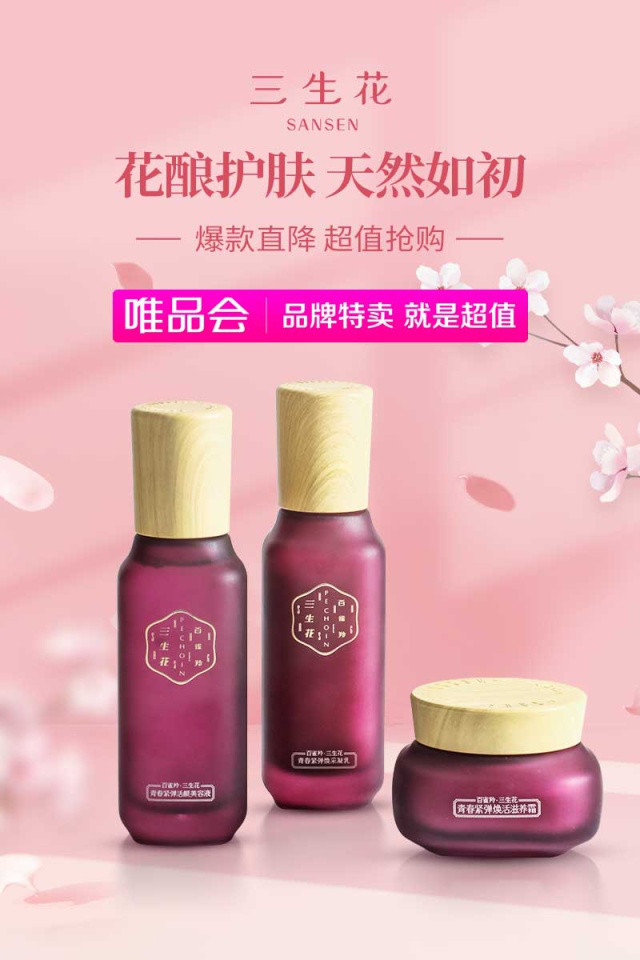 三生花
SANSEN
花酿护肤 天然如初
爆款直降 超值抢购
唯品会 品牌特卖 就是超值
百雀羚
PECHOIN
三生花
百雀羚·三生花
青春紧弹活酿美容液
百雀羚
PECHOIN
三生花
百雀羚·三生花
青春紧弹焕采凝乳
百雀羚·三生花
青春紧弹焕活滋养霜